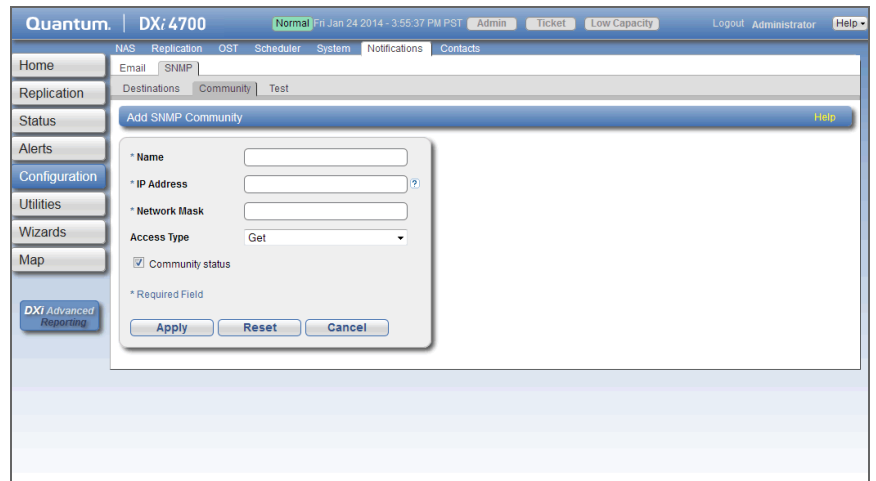 Quantum. DXi 4700 Normal Fri Jan 24 2014 - 3:55:37 PM PST Admin Ticket Low Capacity Logout Administrator Help
NAS Replication OST Scheduler System Notifications Contacts
Home
Email SNMP
Replication
Destinations Community Test
Status
Add SNMP Community Help
Alerts
* Name
Configuration
* IP Address ?
Utilities
* Network Mask
Wizards
Access Type Get
Map
Community status
* Required Field
DXi Advanced
Reporting
Apply Reset Cancel